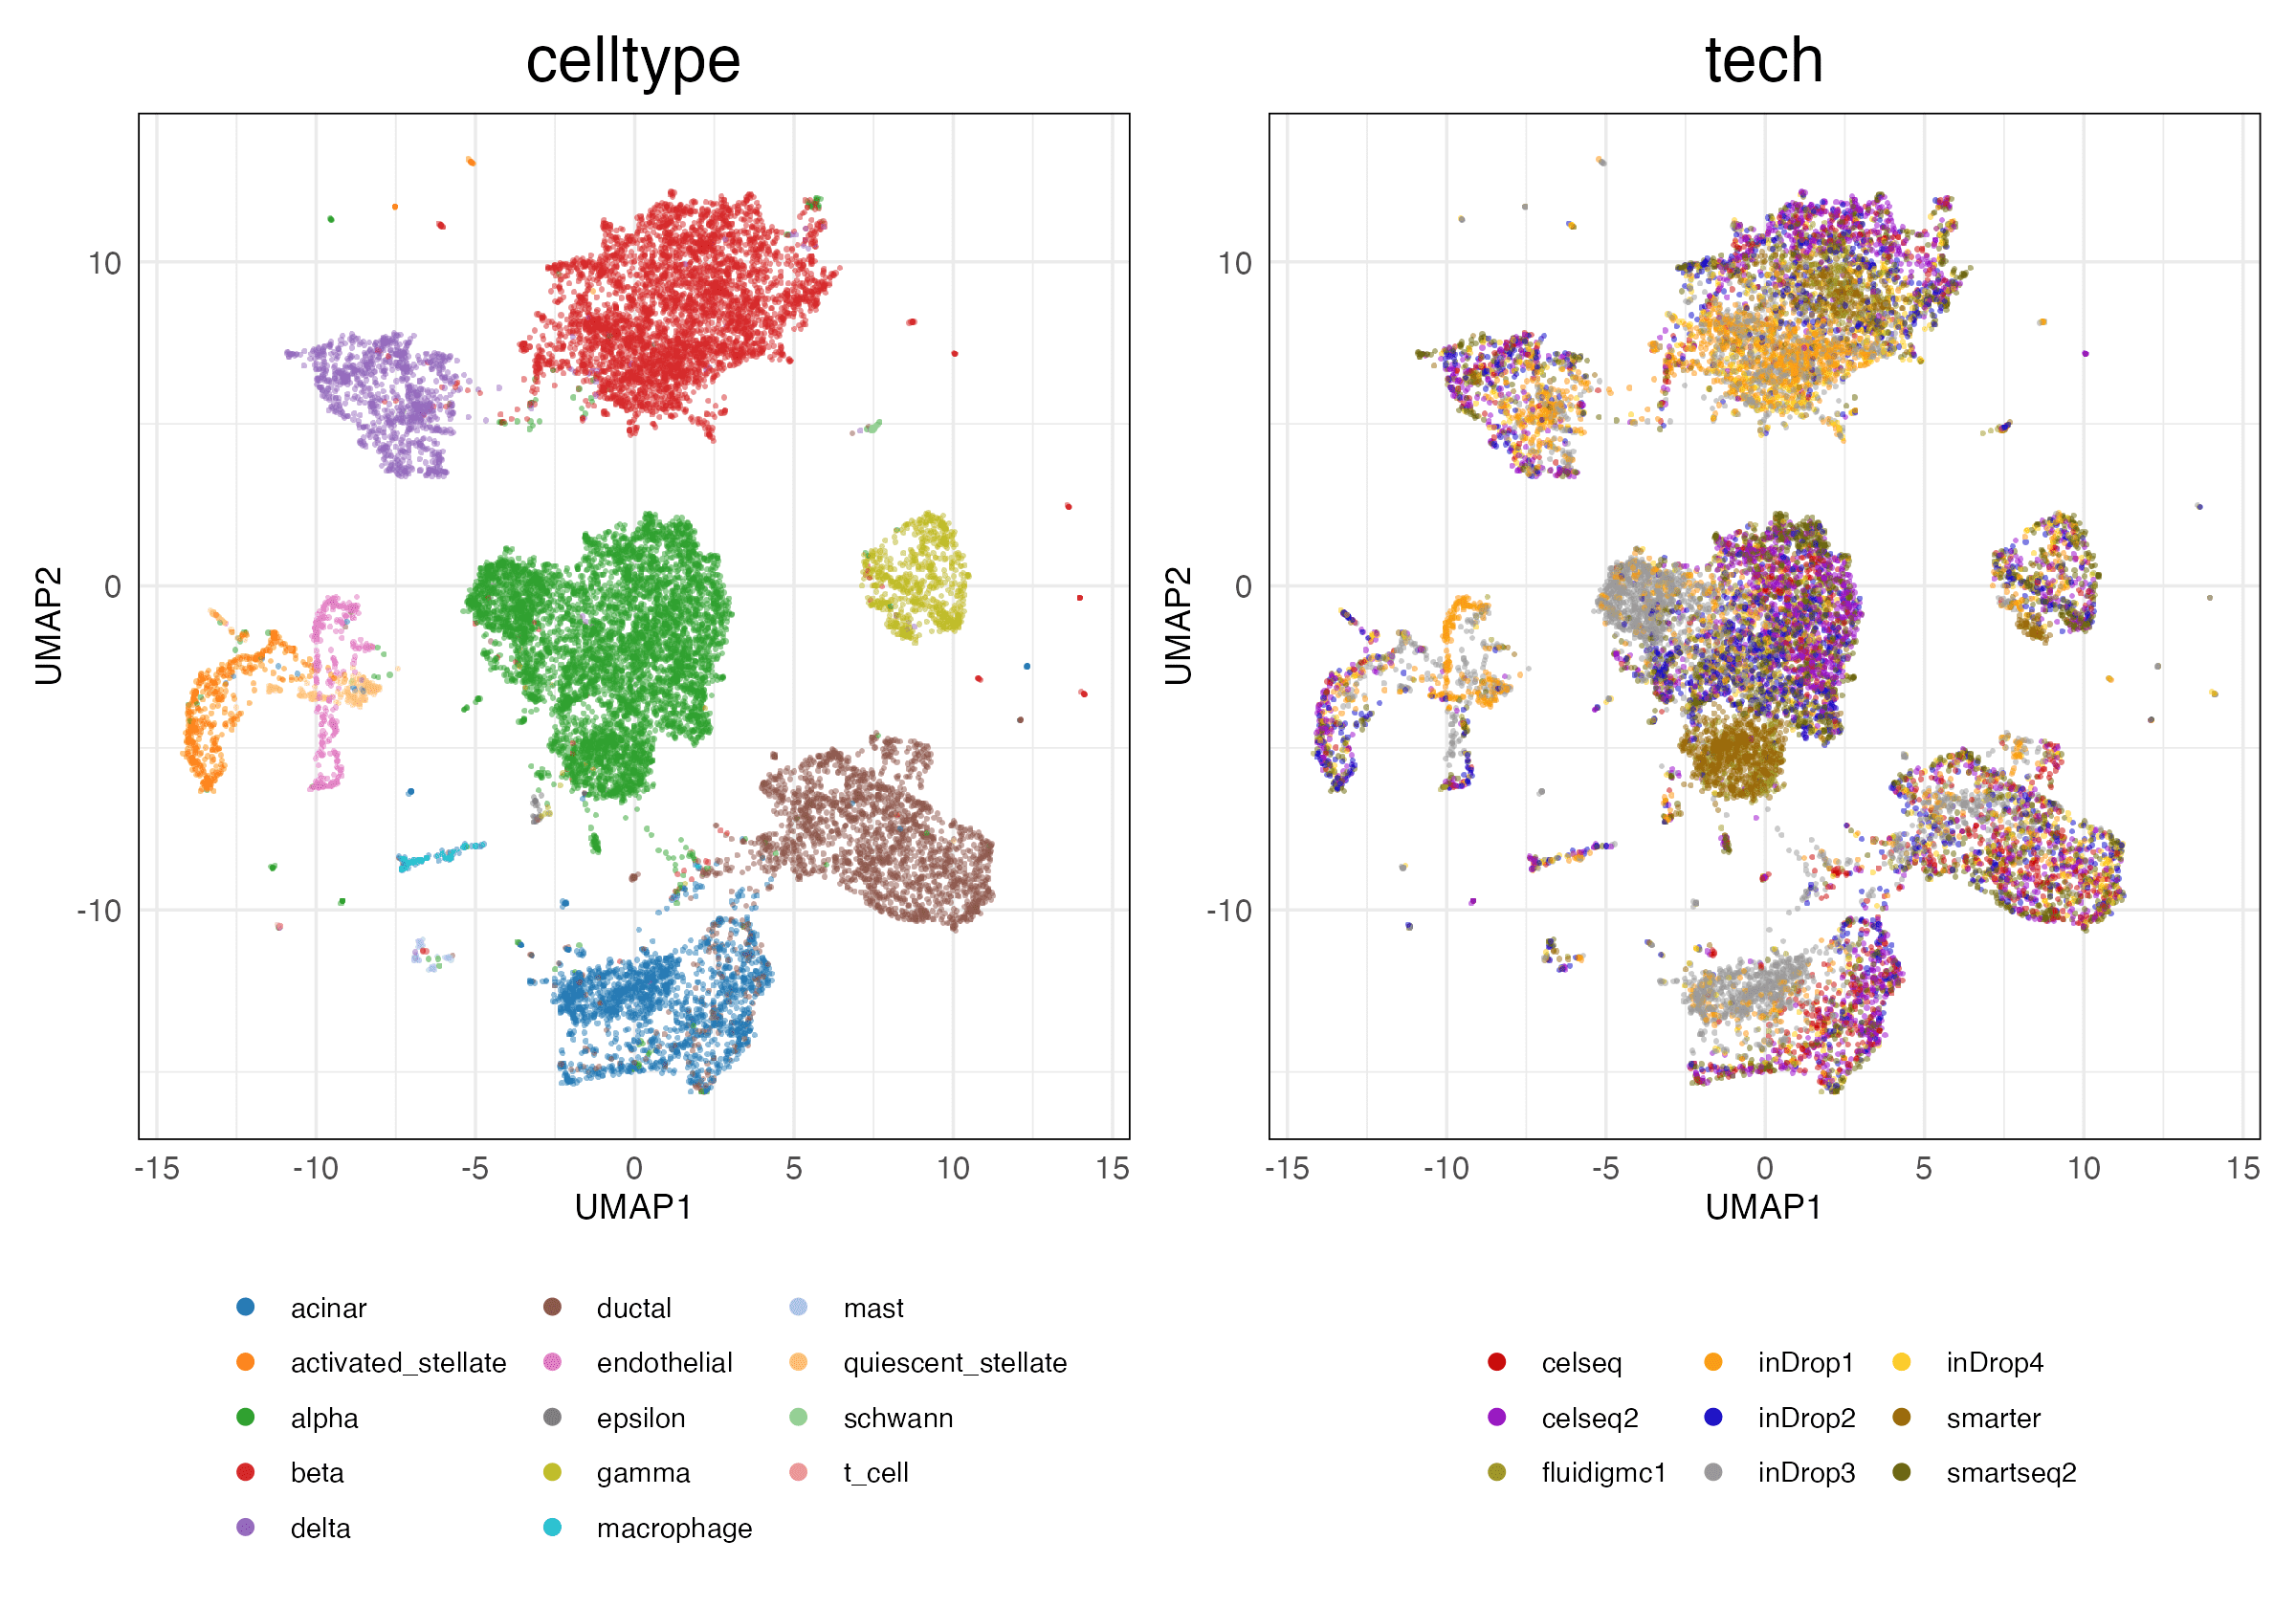 celltype
10
0
-10
UMAP2
-15 -10 -5 0 5 10 15
UMAP1
acinar
activated_stellate
alpha
beta
delta
ductal
endothelial
epsilon
gamma
macrophage
mast
quiescent_stellate
schwann
t_cell
tech
10
0
-10
UMAP2
-15 -10 -5 0 5 10 15
UMAP1
celseq
celseq2
fluidigmc1
inDrop1
inDrop2
inDrop3
inDrop4
smarter
smartseq2